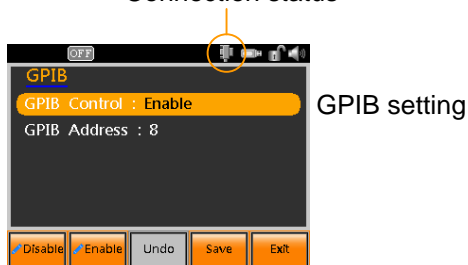 Connection status
OFF
GPIB
GPIB Control : Enable
GPIB setting
GPIB Address : 8
Disable Enable Undo Save Exit